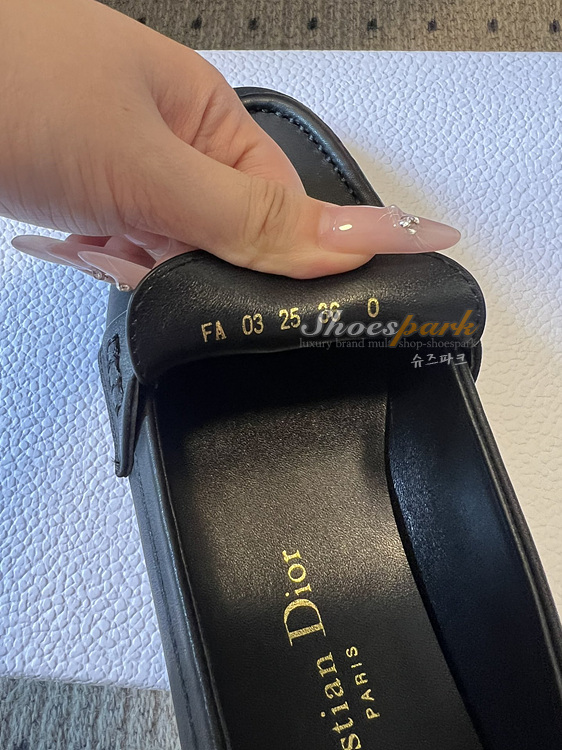 FA 03 25 36 0
Shoespark
luxury brand multi shop-shoespark
슈즈파크
stian Dior
PARIS